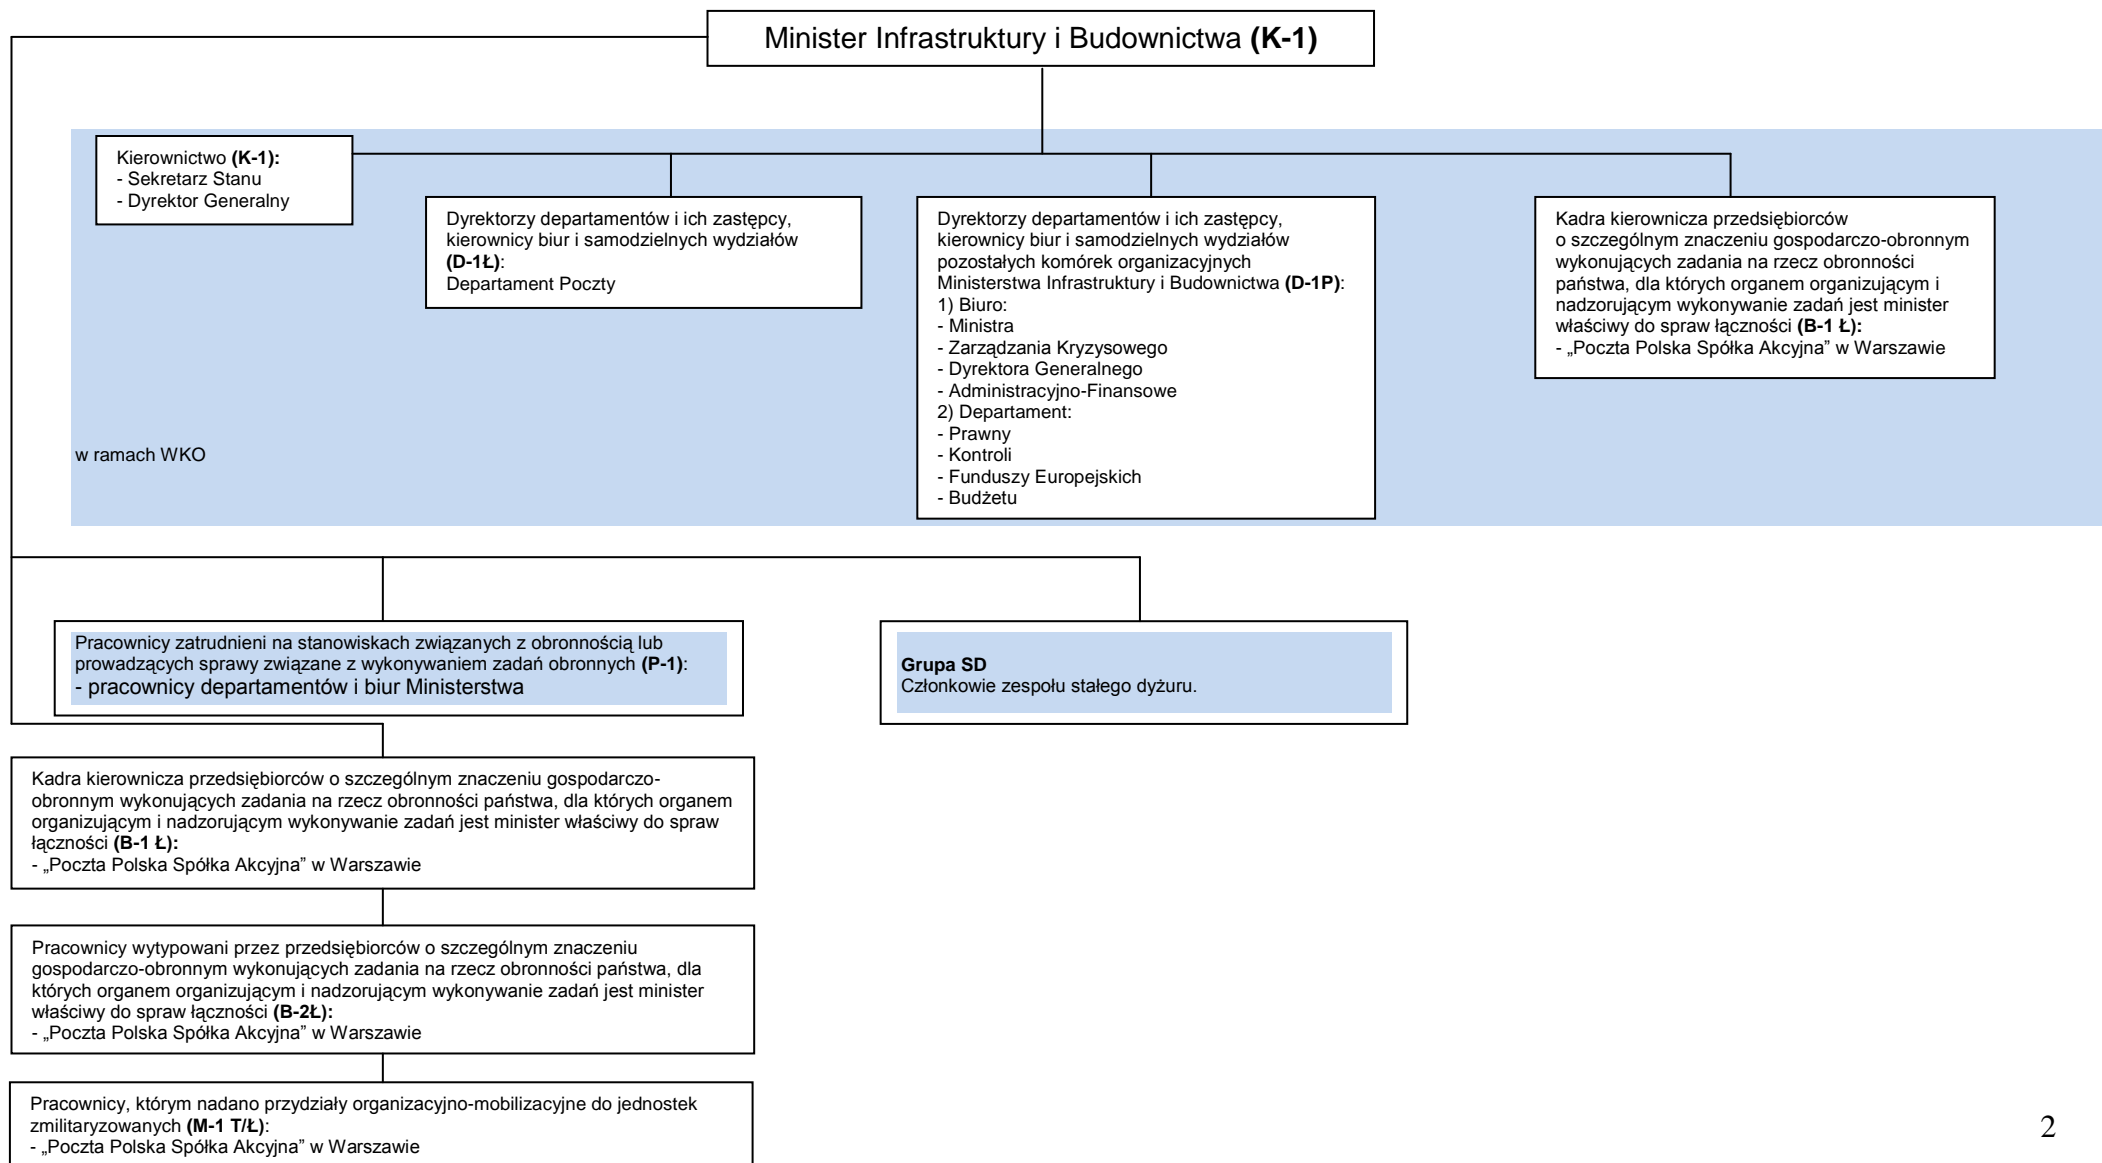 Minister Infrastruktury i Budownictwa (K-1)
Kierownictwo (K-1):
- Sekretarz Stanu
- Dyrektor Generalny
Dyrektorzy departamentów i ich zastępcy,
kierownicy biur i samodzielnych wydziałów
(D-1Ł):
Departament Poczty
Dyrektorzy departamentów i ich zastępcy,
kierownicy biur i samodzielnych wydziałów
pozostałych komórek organizacyjnych
Ministerstwa Infrastruktury i Budownictwa (D-1P):
1) Biuro:
- Ministra
- Zarządzania Kryzysowego
- Dyrektora Generalnego
- Administracyjno-Finansowe
2) Departament:
- Prawny
- Kontroli
- Funduszy Europejskich
- Budżetu
Kadra kierownicza przedsiębiorców
o szczególnym znaczeniu gospodarczo-obronnym
wykonujących zadania na rzecz obronności
państwa, dla których organem organizującym i
nadzorującym wykonywanie zadań jest minister
właściwy do spraw łączności (B-1 Ł):
- „Poczta Polska Spółka Akcyjna” w Warszawie
w ramach WKO
Pracownicy zatrudnieni na stanowiskach związanych z obronnością lub
prowadzących sprawy związane z wykonywaniem zadań obronnych (P-1):
- pracownicy departamentów i biur Ministerstwa
Grupa SD
Członkowie zespołu stałego dyżuru.
Kadra kierownicza przedsiębiorców o szczególnym znaczeniu gospodarczo-
obronnym wykonujących zadania na rzecz obronności państwa, dla których organem
organizującym i nadzorującym wykonywanie zadań jest minister właściwy do spraw
łączności (B-1 Ł):
- „Poczta Polska Spółka Akcyjna” w Warszawie
Pracownicy wytypowani przez przedsiębiorców o szczególnym znaczeniu
gospodarczo-obronnym wykonujących zadania na rzecz obronności państwa, dla
których organem organizującym i nadzorującym wykonywanie zadań jest minister
właściwy do spraw łączności (B-2Ł):
- „Poczta Polska Spółka Akcyjna” w Warszawie
Pracownicy, którym nadano przydziały organizacyjno-mobilizacyjne do jednostek
zmilitaryzowanych (M-1 T/Ł):
- „Poczta Polska Spółka Akcyjna” w Warszawie
2